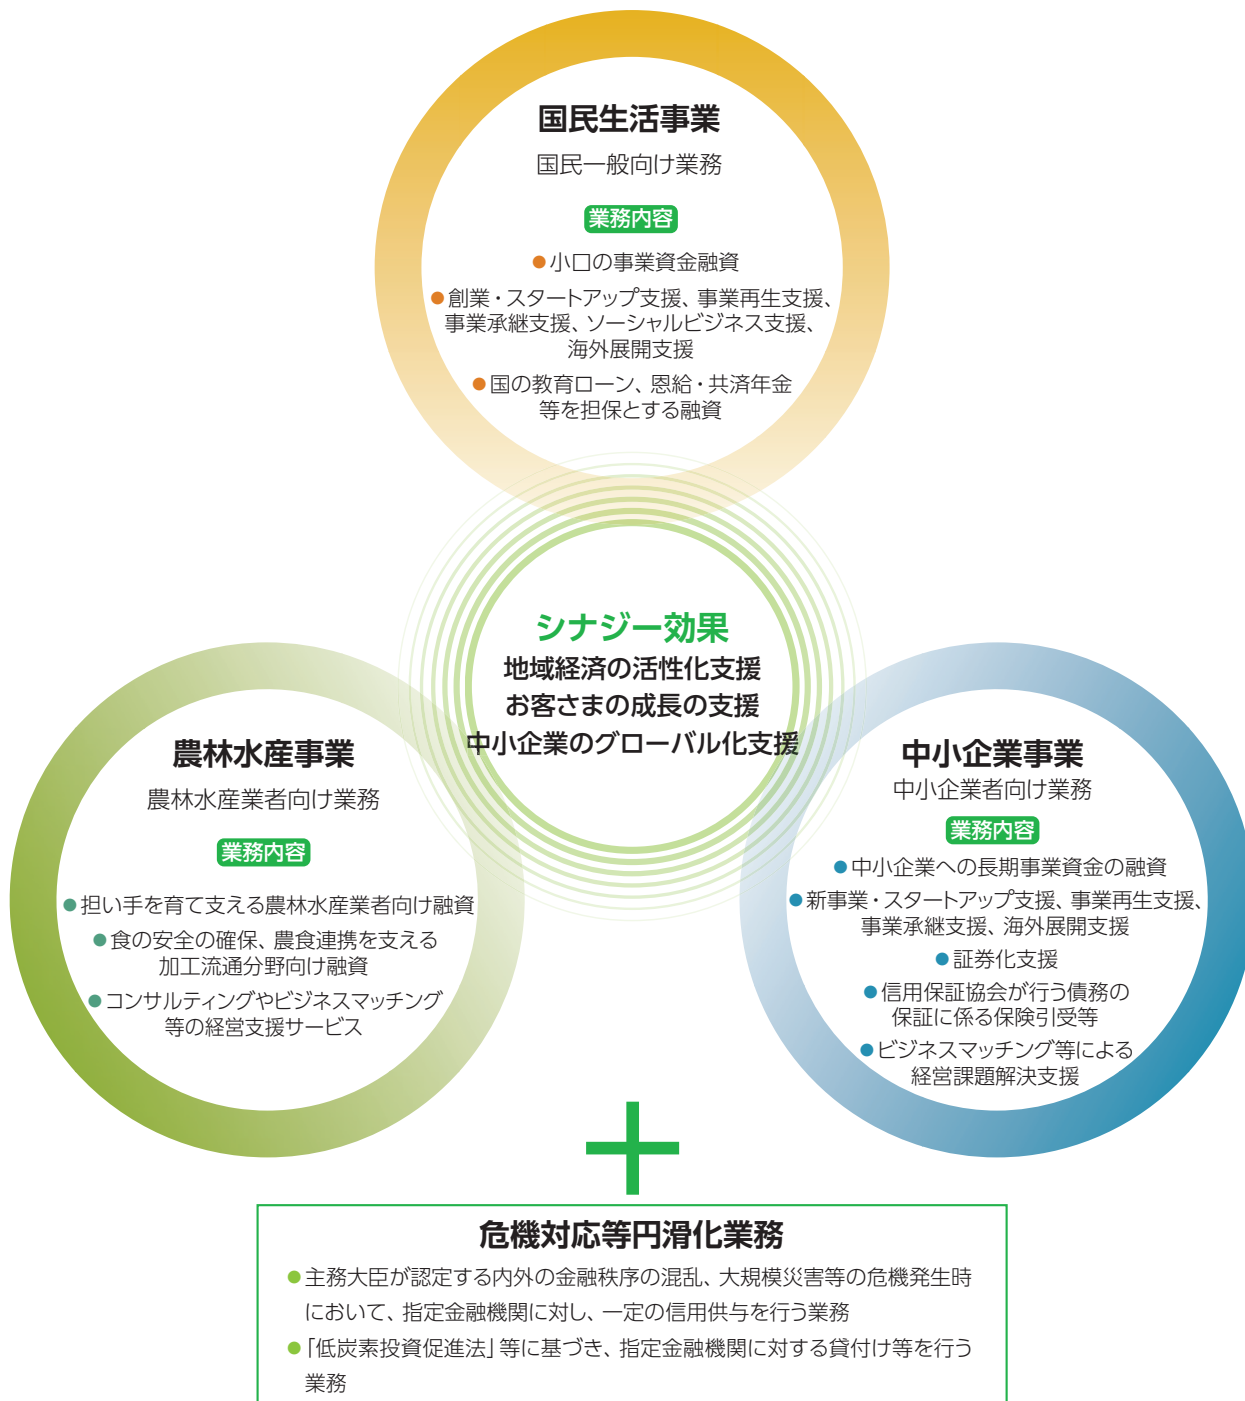 国民生活事業
国民一般向け業務
業務内容
●小口の事業資金融資
●創業・スタートアップ支援、事業再生支援、
事業承継支援、ソーシャルビジネス支援、
海外展開支援
●国の教育ローン、恩給・共済年金
等を担保とする融資
シナジー効果
地域経済の活性化支援
お客さまの成長の支援
中小企業のグローバル化支援
農林水産事業
農林水産業者向け業務
業務内容
●担い手を育て支える農林水産業者向け融資
●食の安全の確保、農食連携を支える
加工流通分野向け融資
●コンサルティングやビジネスマッチング
等の経営支援サービス
中小企業事業
中小企業者向け業務
業務内容
●中小企業への長期事業資金の融資
●新事業・スタートアップ支援、事業再生支援、
事業承継支援、海外展開支援
●証券化支援
●信用保証協会が行う債務の
保証に係る保険引受等
●ビジネスマッチング等による
経営課題解決支援
危機対応等円滑化業務
●主務大臣が認定する内外の金融秩序の混乱、大規模災害等の危機発生時
において、指定金融機関に対し、一定の信用供与を行う業務
●「低炭素投資促進法」等に基づき、指定金融機関に対する貸付け等を行う
業務